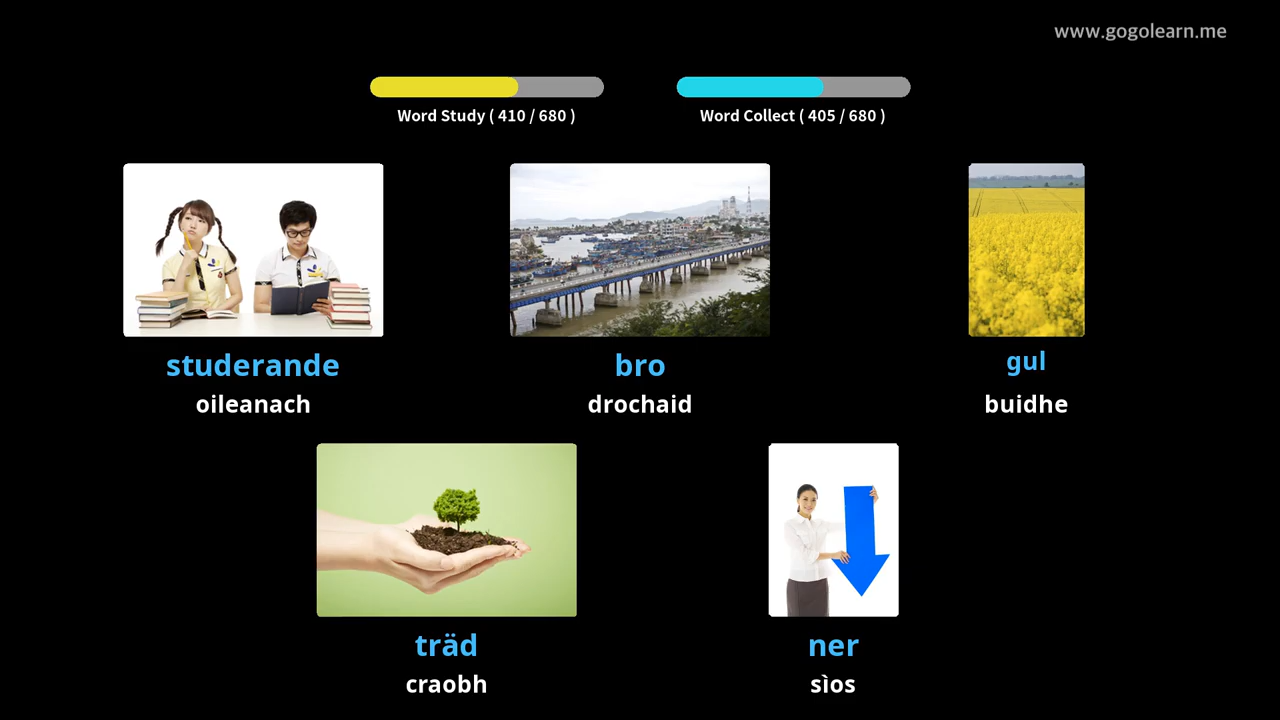 www.gogolearn.me
Word Study ( 410 / 680 )
Word Collect ( 405 / 680 )
studerande
oileanach
bro
drochaid
gul
buidhe
träd
craobh
ner
sìos